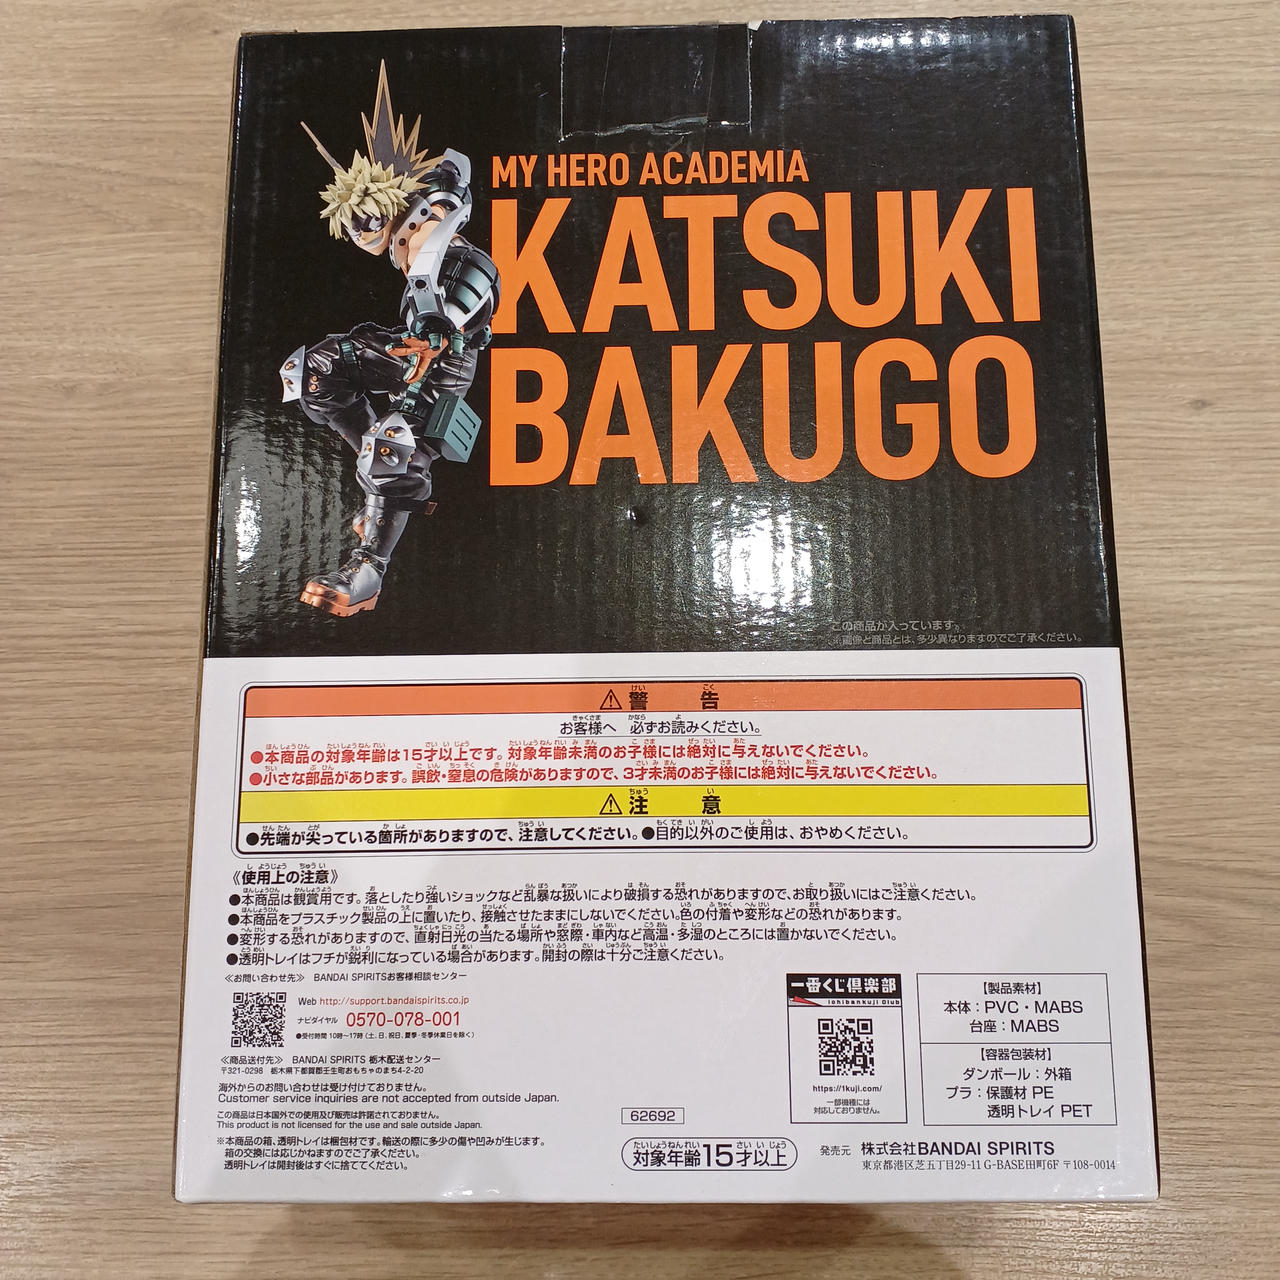 MY HERO ACADEMIA
KATSUKI
BAKUGO
この商品が入っています。
※画像と商品とは、多少異なりますのでご了承ください。
⚠警告
お客様へ 必ずお読みください。
●本商品の対象年齢は15才以上です。対象年齢未満のお子様には絶対に与えないでください。
●小さな部品があります。誤飲・窒息の危険がありますので、3才未満のお子様には絶対に与えないでください。
⚠注意
●先端が尖っている箇所がありますので、注意してください。●目的以外のご使用は、おやめください。
《使用上の注意》
●本商品は観賞用です。落としたり強いショックなど乱暴な扱いにより破損する恐れがありますので、お取り扱いにはご注意ください。
●本商品をプラスチック製品の上に置いたり、接触させたままにしないでください。色の付着や変形などの恐れがあります。
●変形する恐れがありますので、直射日光の当たる場所や窓際・車内など高温・多湿のところには置かないでください。
●透明トレイはフチが鋭利になっている場合があります。開封の際は十分ご注意ください。
≪お問い合わせ先≫ BANDAI SPIRITSお客様相談センター
Web http://support.bandaispirits.co.jp
ナビダイヤル 0570-078-001
●受付時間 10時〜17時 (土、日、祝日、夏季・冬季休業日を除く)
≪商品送付先≫ BANDAI SPIRITS 栃木配送センター
〒321-0298 栃木県下都賀郡壬生町おもちゃのまち4-2-20
海外からのお問い合わせは受け付けておりません。
Customer service inquiries are not accepted from outside Japan.
この商品は日本国外での使用及び販売は許諾されておりません。
This product is not licensed for the use and sale outside Japan.
※本商品の箱、透明トレイは梱包材です。輸送の際に多少の傷や凹みが生じます。
箱の交換には応じかねますのでご了承ください。
透明トレイは開封後はすぐに捨ててください。
62692
対象年齢15才以上
一番くじ倶楽部
Ichibankuji Club
https://1kuji.com/
一部機種には
対応しておりません。
【製品素材】
本体：PVC・MABS
台座：MABS
【容器包装材】
ダンボール：外箱
プラ：保護材 PE
透明トレイ PET
発売元 株式会社BANDAI SPIRITS
東京都港区芝五丁目29-11 G-BASE田町6F 〒108-0014